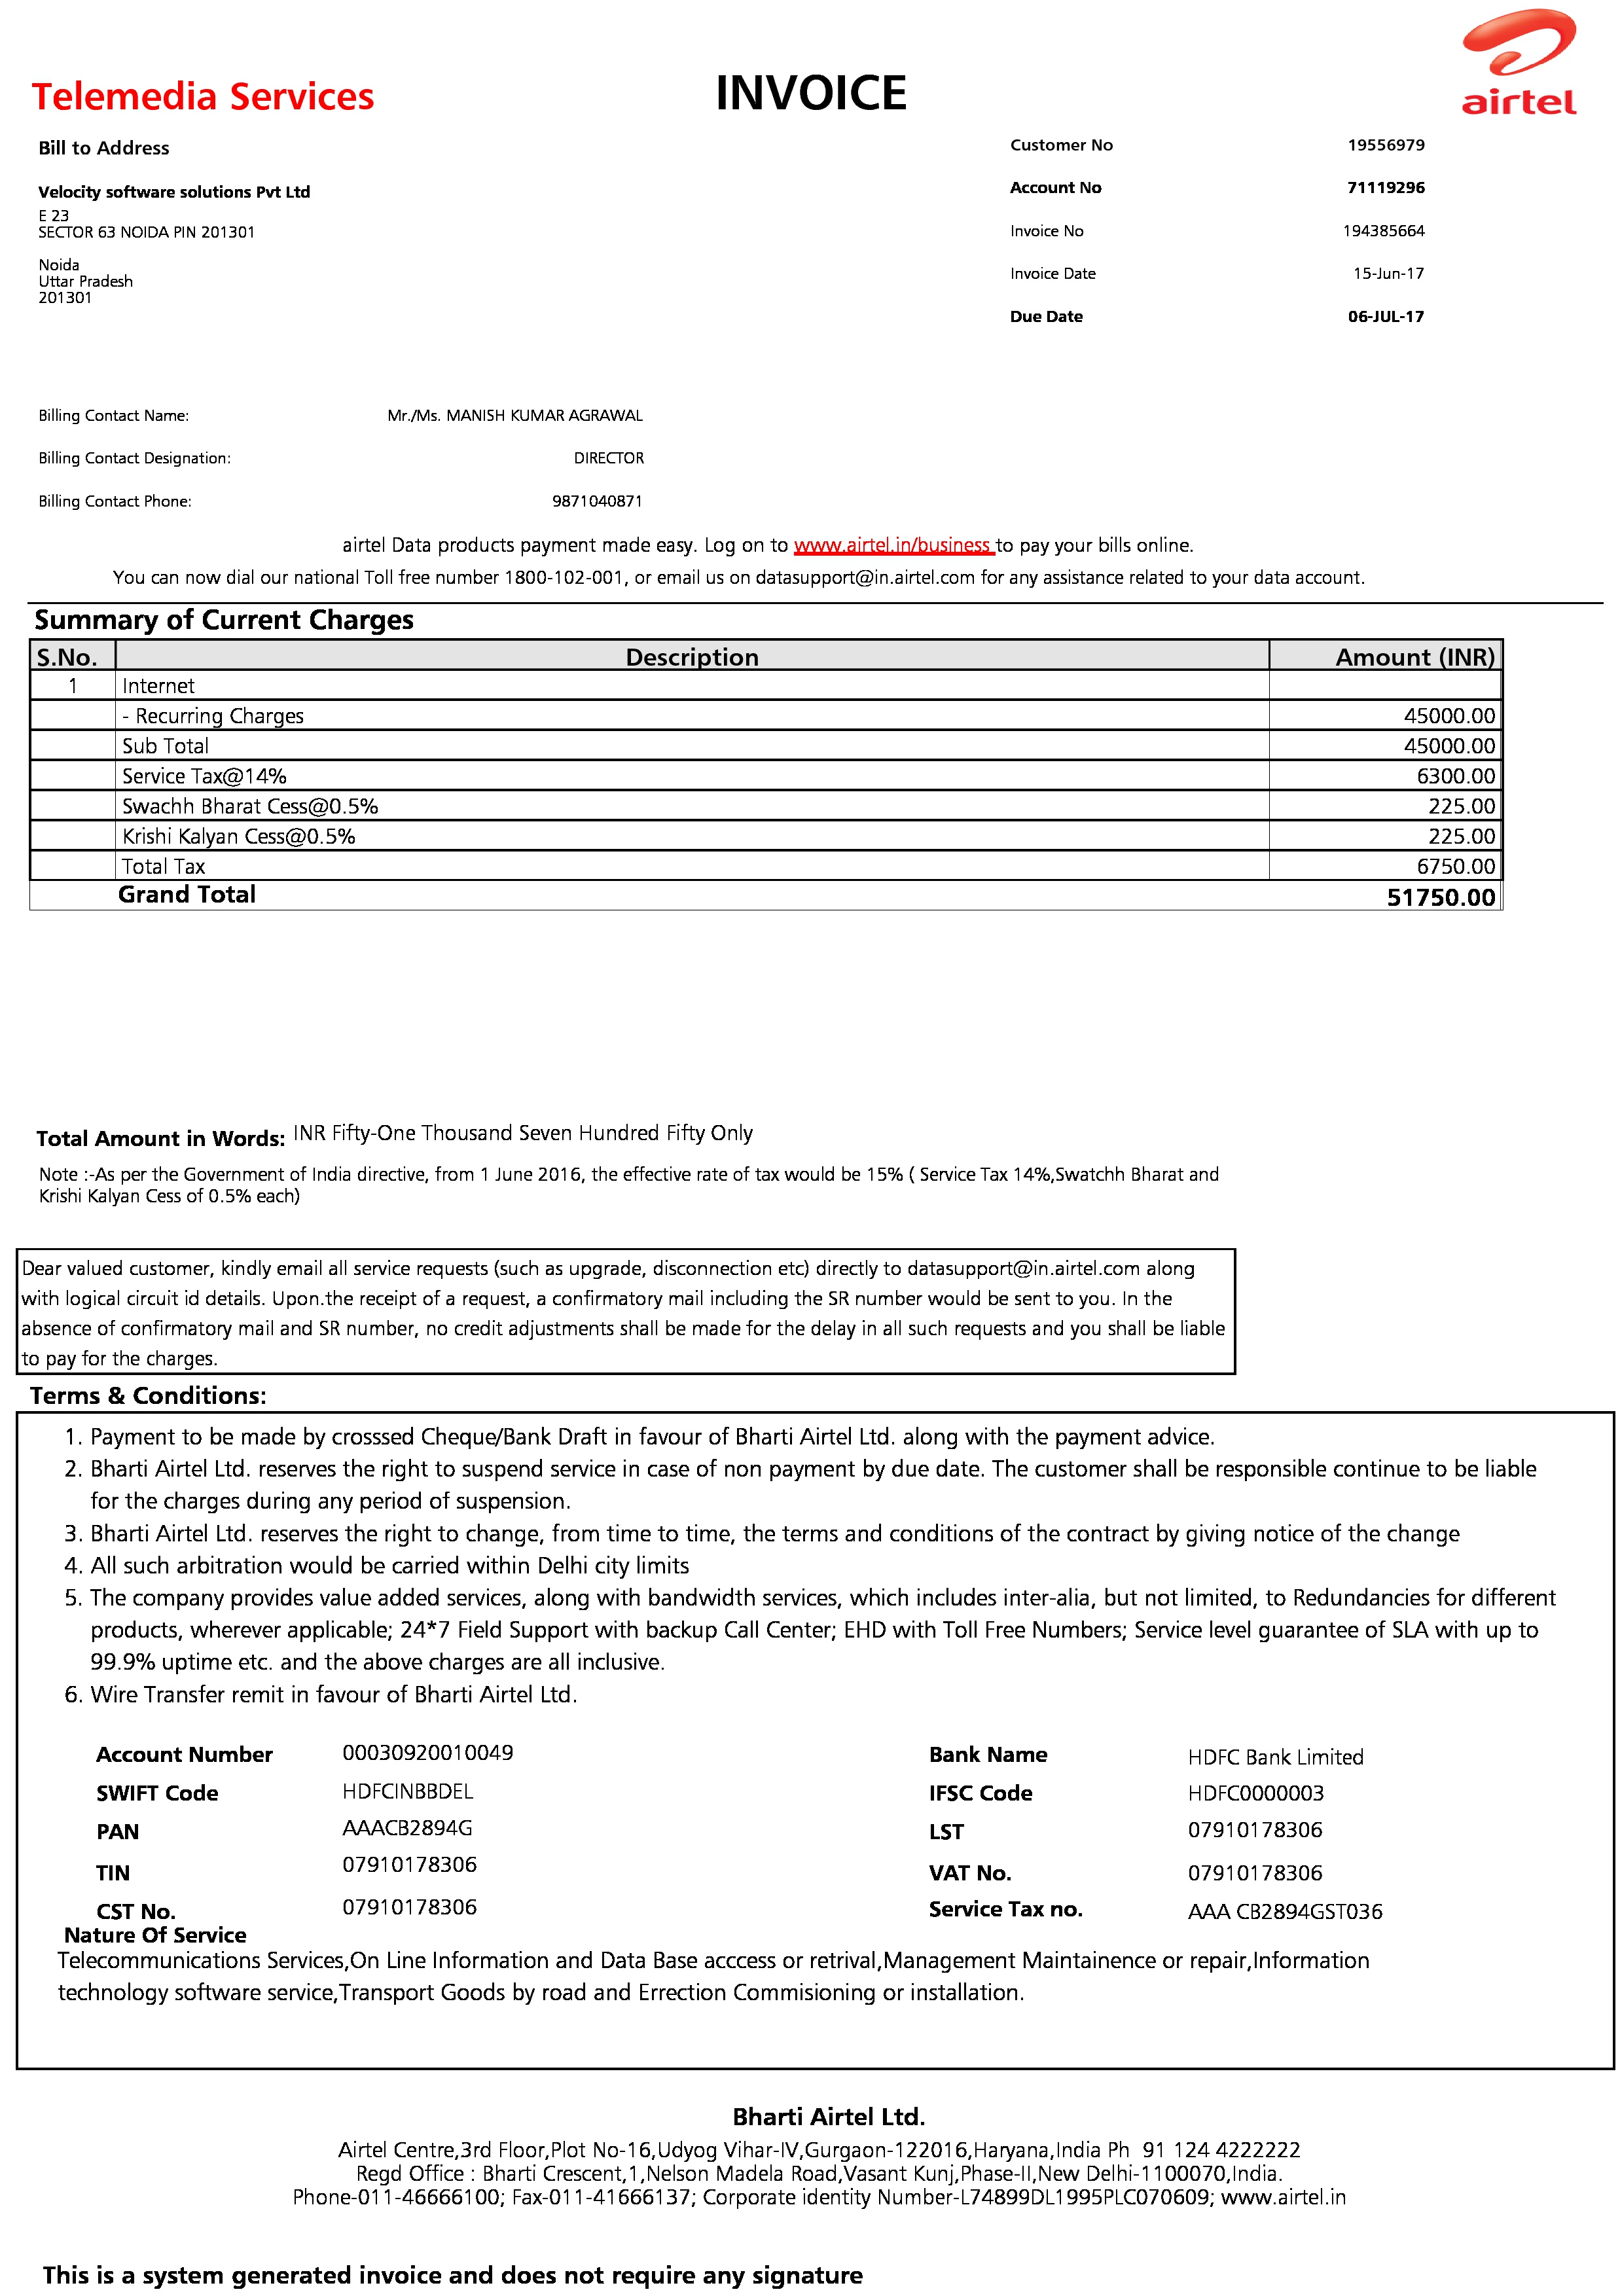 airtel
Telemedia Services
INVOICE
Bill to Address
Velocity software solutions Pvt Ltd
E 23
SECTOR 63 NOIDA PIN 201301
Noida
Uttar Pradesh
201301
Customer No 19556979
Account No 71119296
Invoice No 194385664
Invoice Date 15-Jun-17
Due Date 06-JUL-17
Billing Contact Name: Mr./Ms. MANISH KUMAR AGRAWAL
Billing Contact Designation: DIRECTOR
Billing Contact Phone: 9871040871
airtel Data products payment made easy. Log on to www.airtel.in/business to pay your bills online.
You can now dial our national Toll free number 1800-102-001, or email us on datasupport@in.airtel.com for any assistance related to your data account.
Summary of Current Charges
S.No. Description Amount (INR)
1 Internet
- Recurring Charges 45000.00
Sub Total 45000.00
Service Tax@14% 6300.00
Swachh Bharat Cess@0.5% 225.00
Krishi Kalyan Cess@0.5% 225.00
Total Tax 6750.00
Grand Total 51750.00
Total Amount in Words: INR Fifty-One Thousand Seven Hundred Fifty Only
Note :-As per the Government of India directive, from 1 June 2016, the effective rate of tax would be 15% ( Service Tax 14%,Swatchh Bharat and
Krishi Kalyan Cess of 0.5% each)
Dear valued customer, kindly email all service requests (such as upgrade, disconnection etc) directly to datasupport@in.airtel.com along
with logical circuit id details. Upon.the receipt of a request, a confirmatory mail including the SR number would be sent to you. In the
absence of confirmatory mail and SR number, no credit adjustments shall be made for the delay in all such requests and you shall be liable
to pay for the charges.
Terms & Conditions:
1. Payment to be made by crosssed Cheque/Bank Draft in favour of Bharti Airtel Ltd. along with the payment advice.
2. Bharti Airtel Ltd. reserves the right to suspend service in case of non payment by due date. The customer shall be responsible continue to be liable
for the charges during any period of suspension.
3. Bharti Airtel Ltd. reserves the right to change, from time to time, the terms and conditions of the contract by giving notice of the change
4. All such arbitration would be carried within Delhi city limits
5. The company provides value added services, along with bandwidth services, which includes inter-alia, but not limited, to Redundancies for different
products, wherever applicable; 24*7 Field Support with backup Call Center; EHD with Toll Free Numbers; Service level guarantee of SLA with up to
99.9% uptime etc. and the above charges are all inclusive.
6. Wire Transfer remit in favour of Bharti Airtel Ltd.
Account Number 00030920010049 Bank Name HDFC Bank Limited
SWIFT Code HDFCINBBDEL IFSC Code HDFC0000003
PAN AAACB2894G LST 07910178306
TIN 07910178306 VAT No. 07910178306
CST No. 07910178306 Service Tax no. AAA CB2894GST036
Nature Of Service
Telecommunications Services,On Line Information and Data Base acccess or retrival,Management Maintainence or repair,Information
technology software service,Transport Goods by road and Errection Commisioning or installation.
Bharti Airtel Ltd.
Airtel Centre,3rd Floor,Plot No-16,Udyog Vihar-IV,Gurgaon-122016,Haryana,India Ph 91 124 4222222
Regd Office : Bharti Crescent,1,Nelson Madela Road,Vasant Kunj,Phase-II,New Delhi-1100070,India.
Phone-011-46666100; Fax-011-41666137; Corporate identity Number-L74899DL1995PLC070609; www.airtel.in
This is a system generated invoice and does not require any signature